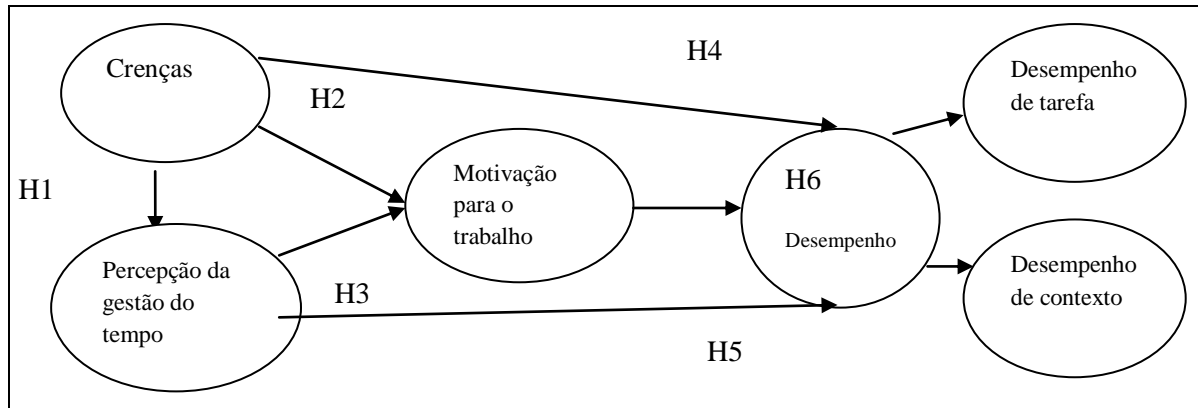 H4
Crenças
Desempenho
de tarefa
H2
H1
Motivação
para o
trabalho
H6
Desempenho
Percepção da
gestão do
tempo
H3
Desempenho
de contexto
H5